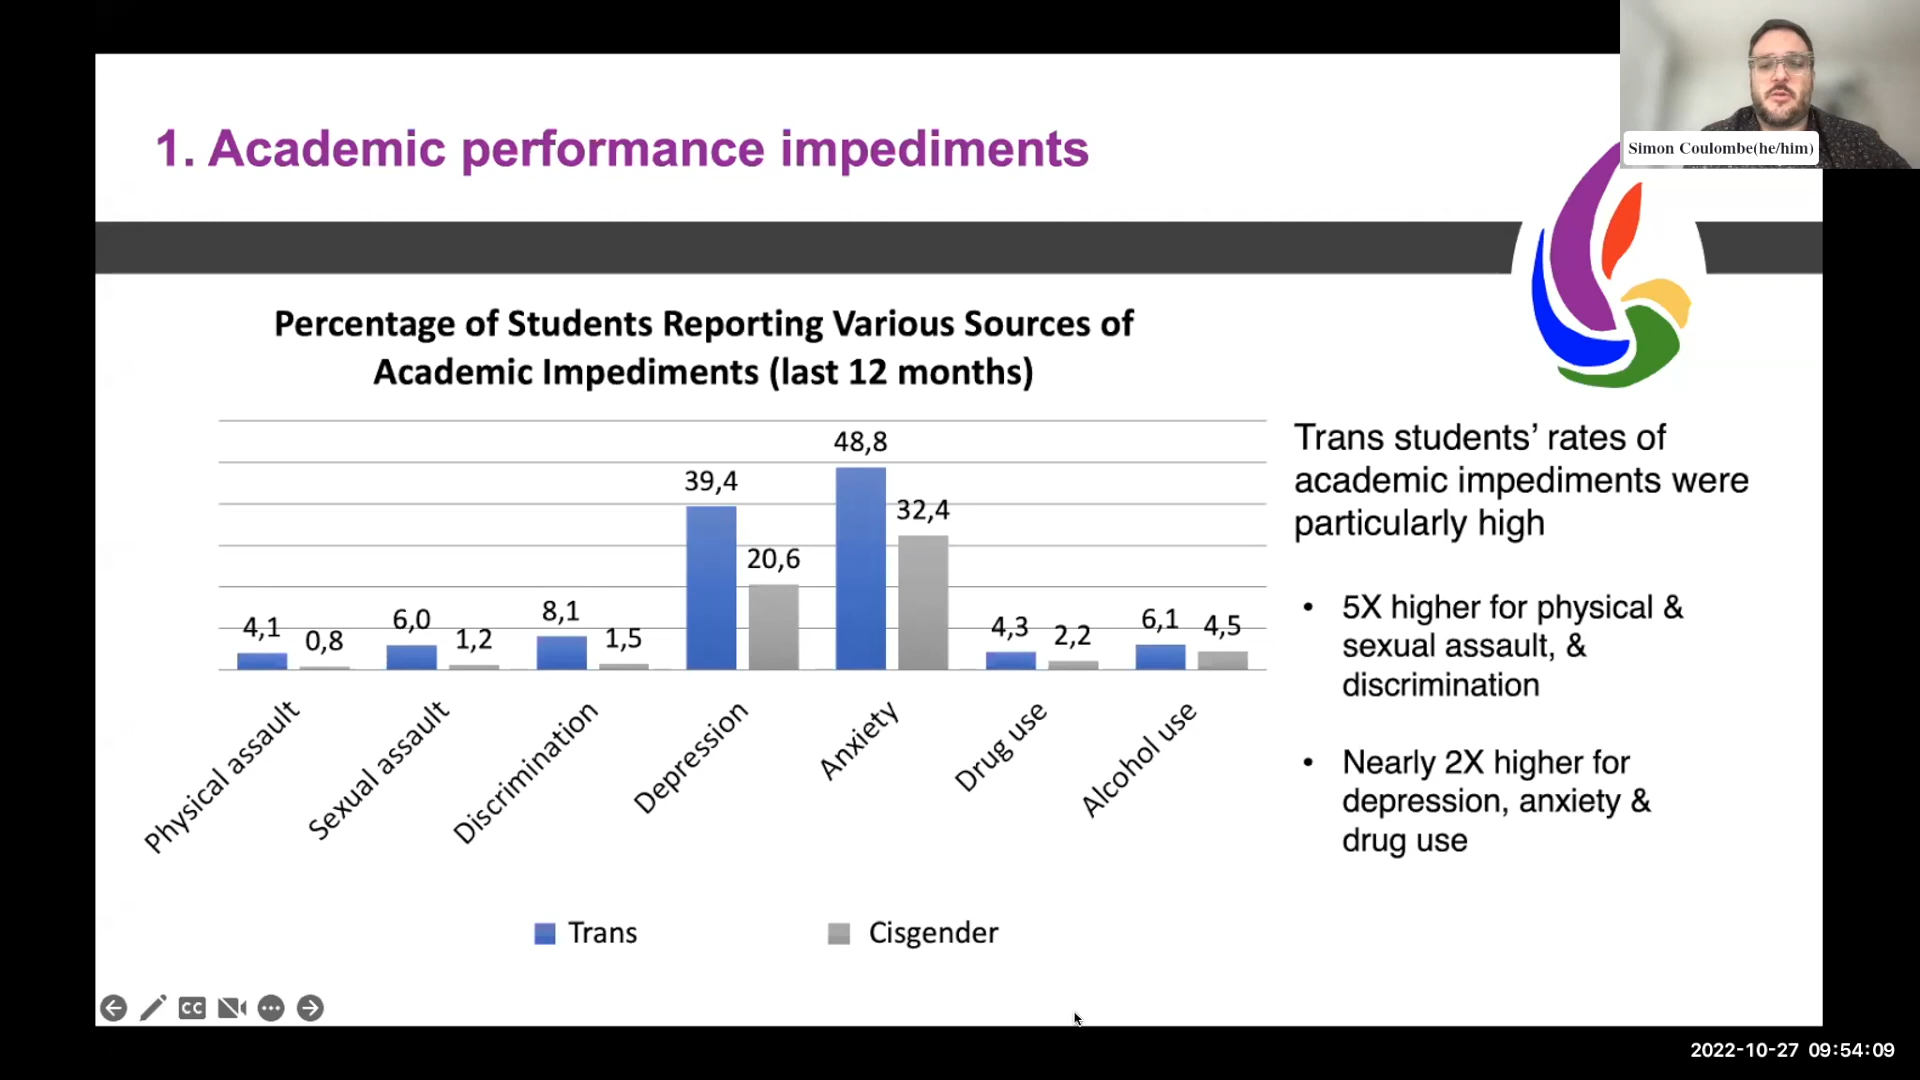 Simon Coulombe(he/him)
1. Academic performance impediments
Percentage of Students Reporting Various Sources of
Academic Impediments (last 12 months)
4,1
0,8
6,0
1,2
8,1
1,5
39,4
20,6
48,8
32,4
4,3
2,2
6,1
4,5
Physical assault
Sexual assault
Discrimination
Depression
Anxiety
Drug use
Alcohol use
Trans
Cisgender
Trans students’ rates of
academic impediments were
particularly high
• 5X higher for physical &
sexual assault, &
discrimination
• Nearly 2X higher for
depression, anxiety &
drug use
CC
2022-10-27 09:54:09